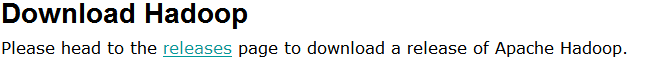 Download Hadoop
Please head to the releases page to download a release of Apache Hadoop.